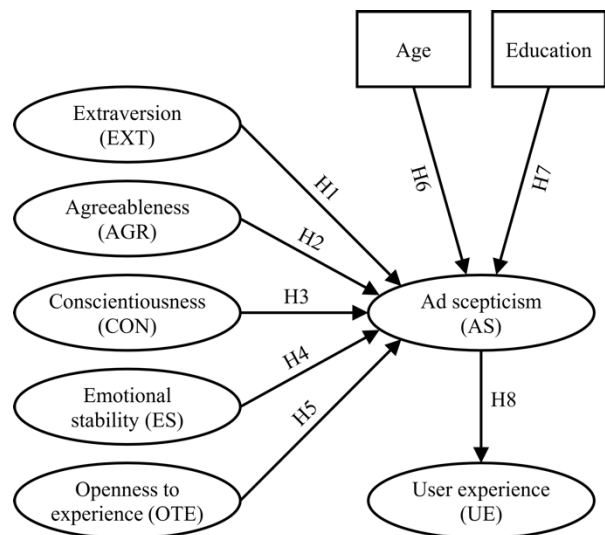 Age
Education
Extraversion
(EXT)
H1
H6
H7
Agreeableness
(AGR)
H2
Conscientiousness
(CON)
H3
Ad scepticism
(AS)
Emotional
stability (ES)
H4
H5
H8
Openness to
experience (OTE)
User experience
(UE)